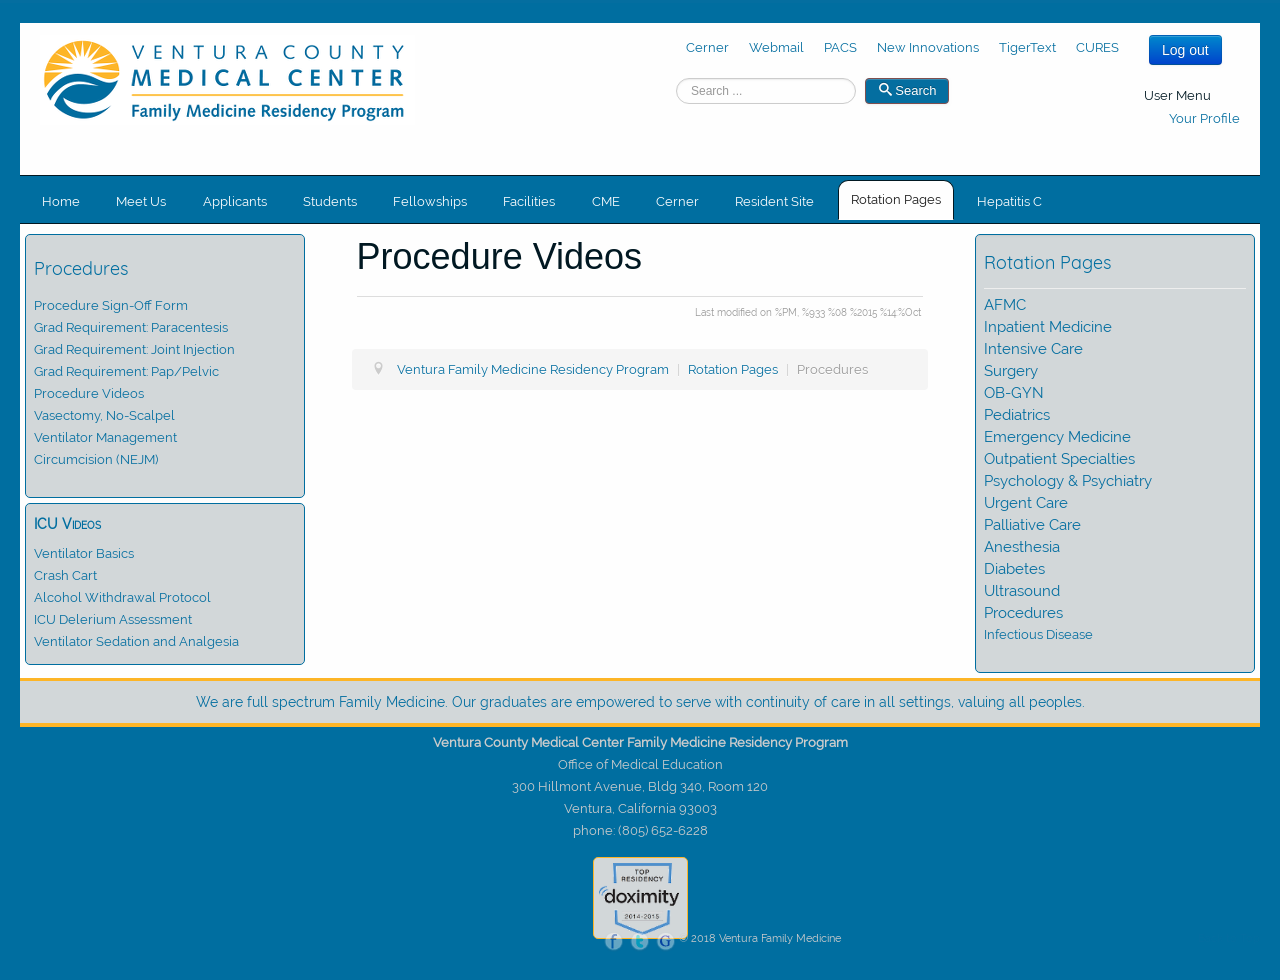 VENTURA COUNTY
MEDICAL CENTER
Family Medicine Residency Program
Cerner Webmail PACS New Innovations TigerText CURES
Log out
Search ...
Search
User Menu
Your Profile
Home Meet Us Applicants Students Fellowships Facilities CME Cerner Resident Site Rotation Pages Hepatitis C
Procedures
Procedure Sign-Off Form
Grad Requirement: Paracentesis
Grad Requirement: Joint Injection
Grad Requirement: Pap/Pelvic
Procedure Videos
Vasectomy, No-Scalpel
Ventilator Management
Circumcision (NEJM)
ICU Videos
Ventilator Basics
Crash Cart
Alcohol Withdrawal Protocol
ICU Delerium Assessment
Ventilator Sedation and Analgesia
Procedure Videos
Last modified on %PM, %933 %08 %2015 %14:%Oct
Ventura Family Medicine Residency Program | Rotation Pages | Procedures
Rotation Pages
AFMC
Inpatient Medicine
Intensive Care
Surgery
OB-GYN
Pediatrics
Emergency Medicine
Outpatient Specialties
Psychology & Psychiatry
Urgent Care
Palliative Care
Anesthesia
Diabetes
Ultrasound
Procedures
Infectious Disease
We are full spectrum Family Medicine. Our graduates are empowered to serve with continuity of care in all settings, valuing all peoples.
Ventura County Medical Center Family Medicine Residency Program
Office of Medical Education
300 Hillmont Avenue, Bldg 340, Room 120
Ventura, California 93003
phone: (805) 652-6228
TOP
RESIDENCY
doximity
2014-2015
f t G © 2018 Ventura Family Medicine